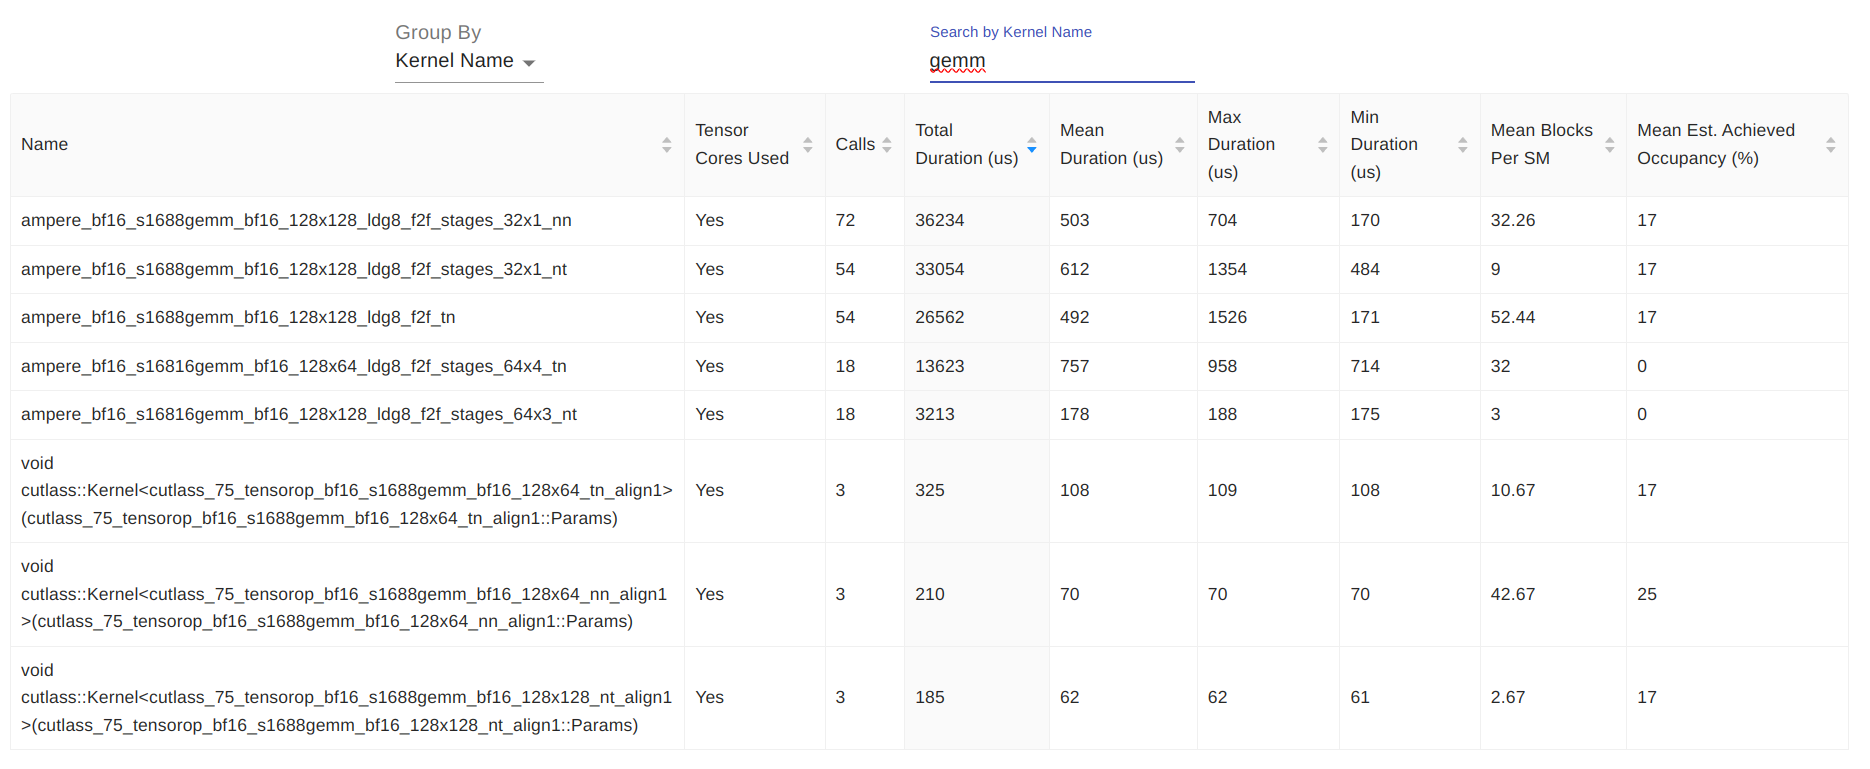 Group By
Kernel Name
Search by Kernel Name
gemm
Name
Tensor
Cores Used
Calls
Total
Duration (us)
Mean
Duration (us)
Max
Duration
(us)
Min
Duration
(us)
Mean Blocks
Per SM
Mean Est. Achieved
Occupancy (%)
ampere_bf16_s1688gemm_bf16_128x128_ldg8_f2f_stages_32x1_nn Yes 72 36234 503 704 170 32.26 17
ampere_bf16_s1688gemm_bf16_128x128_ldg8_f2f_stages_32x1_nt Yes 54 33054 612 1354 484 9 17
ampere_bf16_s1688gemm_bf16_128x128_ldg8_f2f_tn Yes 54 26562 492 1526 171 52.44 17
ampere_bf16_s16816gemm_bf16_128x64_ldg8_f2f_stages_64x4_tn Yes 18 13623 757 958 714 32 0
ampere_bf16_s16816gemm_bf16_128x128_ldg8_f2f_stages_64x3_nt Yes 18 3213 178 188 175 3 0
void
cutlass::Kernel<cutlass_75_tensorop_bf16_s1688gemm_bf16_128x64_tn_align1> Yes 3 325 108 109 108 10.67 17
(cutlass_75_tensorop_bf16_s1688gemm_bf16_128x64_tn_align1::Params)
void
cutlass::Kernel<cutlass_75_tensorop_bf16_s1688gemm_bf16_128x64_nn_align1 Yes 3 210 70 70 70 42.67 25
>(cutlass_75_tensorop_bf16_s1688gemm_bf16_128x64_nn_align1::Params)
void
cutlass::Kernel<cutlass_75_tensorop_bf16_s1688gemm_bf16_128x128_nt_align1 Yes 3 185 62 62 61 2.67 17
>(cutlass_75_tensorop_bf16_s1688gemm_bf16_128x128_nt_align1::Params)